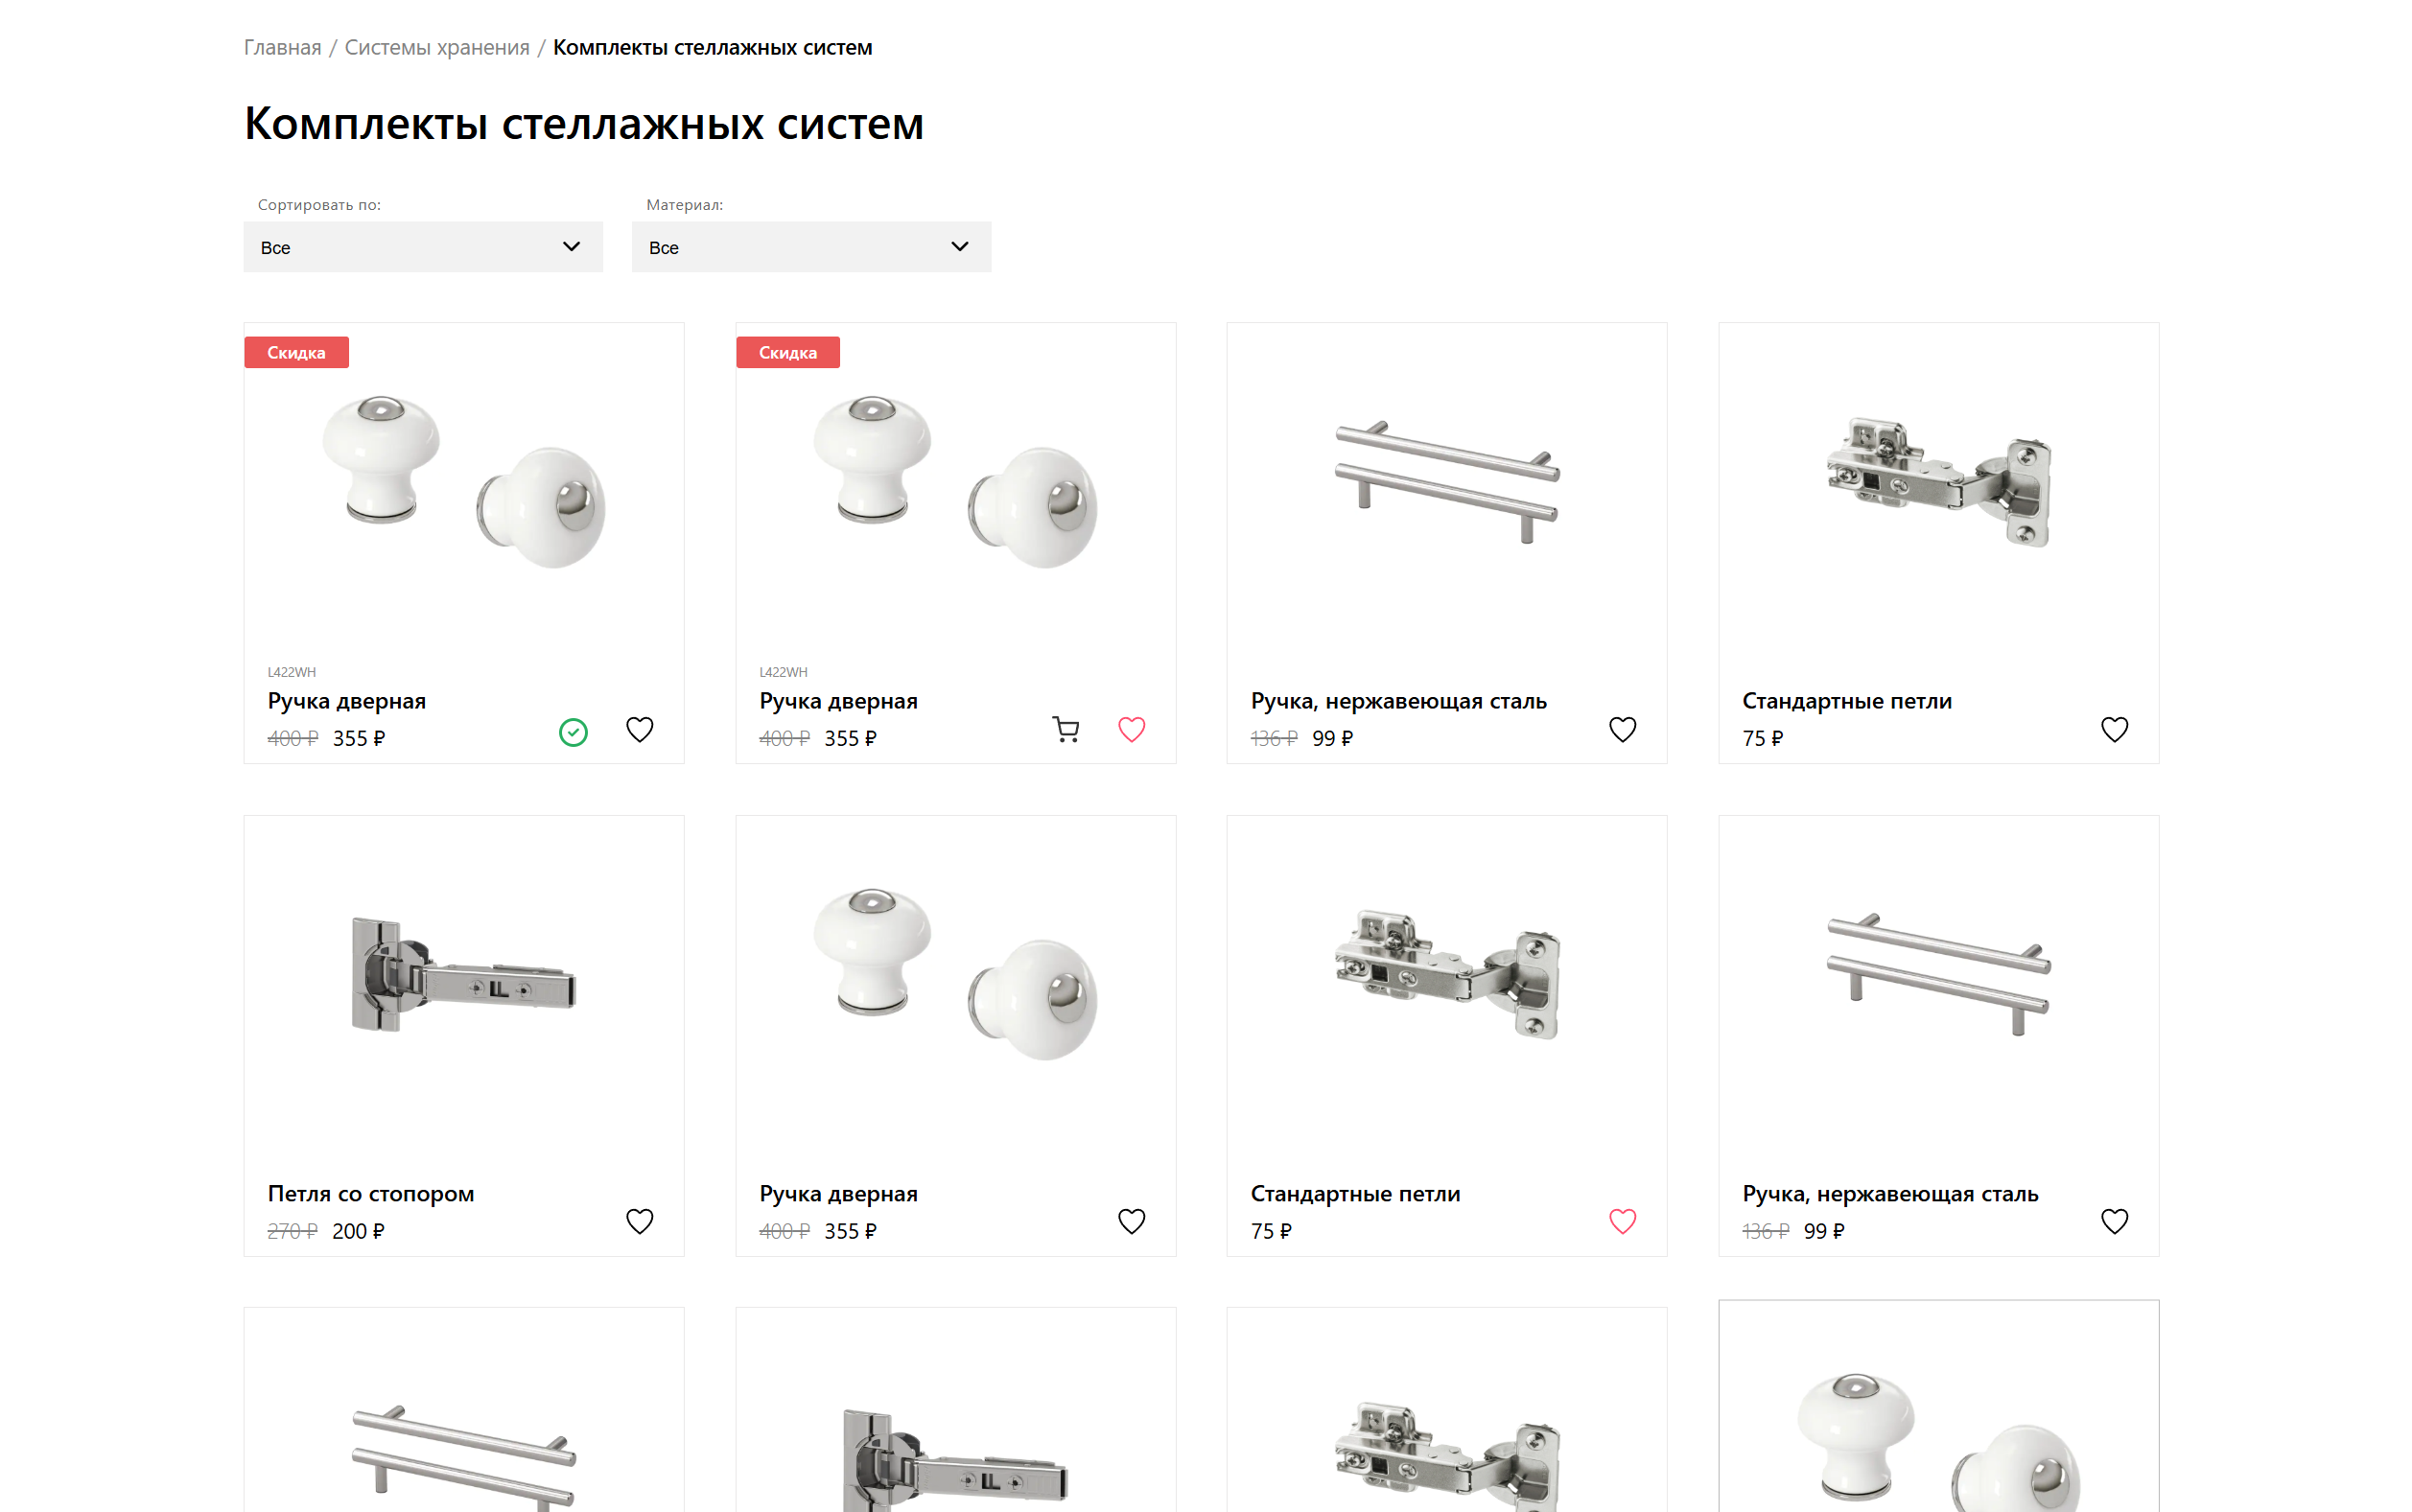 Главная / Системы хранения / Комплекты стеллажных систем
Комплекты стеллажных систем
Сортировать по:
Все
Материал:
Все
Скидка
L422WH
Ручка дверная
400 ₽ 355 ₽
Скидка
L422WH
Ручка дверная
400 ₽ 355 ₽
Ручка, нержавеющая сталь
136 ₽ 99 ₽
Стандартные петли
75 ₽
Петля со стопором
270 ₽ 200 ₽
Ручка дверная
400 ₽ 355 ₽
Стандартные петли
75 ₽
Ручка, нержавеющая сталь
136 ₽ 99 ₽